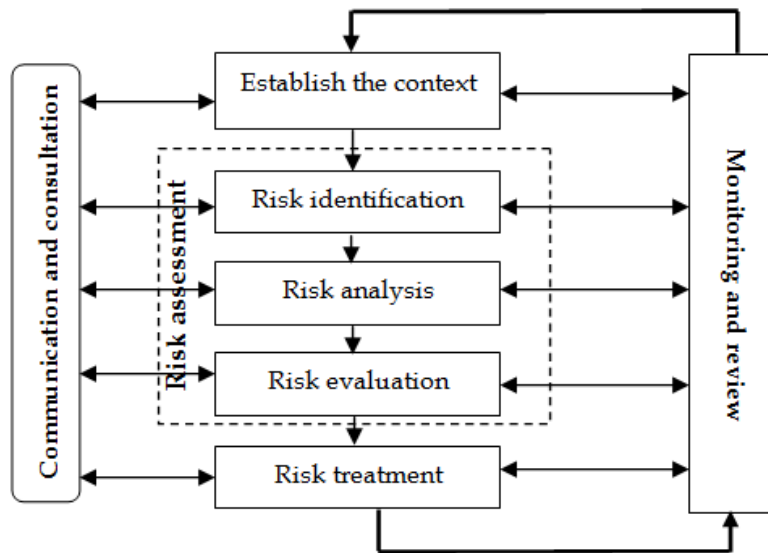 Communication and consultation
Establish the context
Risk assessment
Risk identification
Risk analysis
Risk evaluation
Risk treatment
Monitoring and review